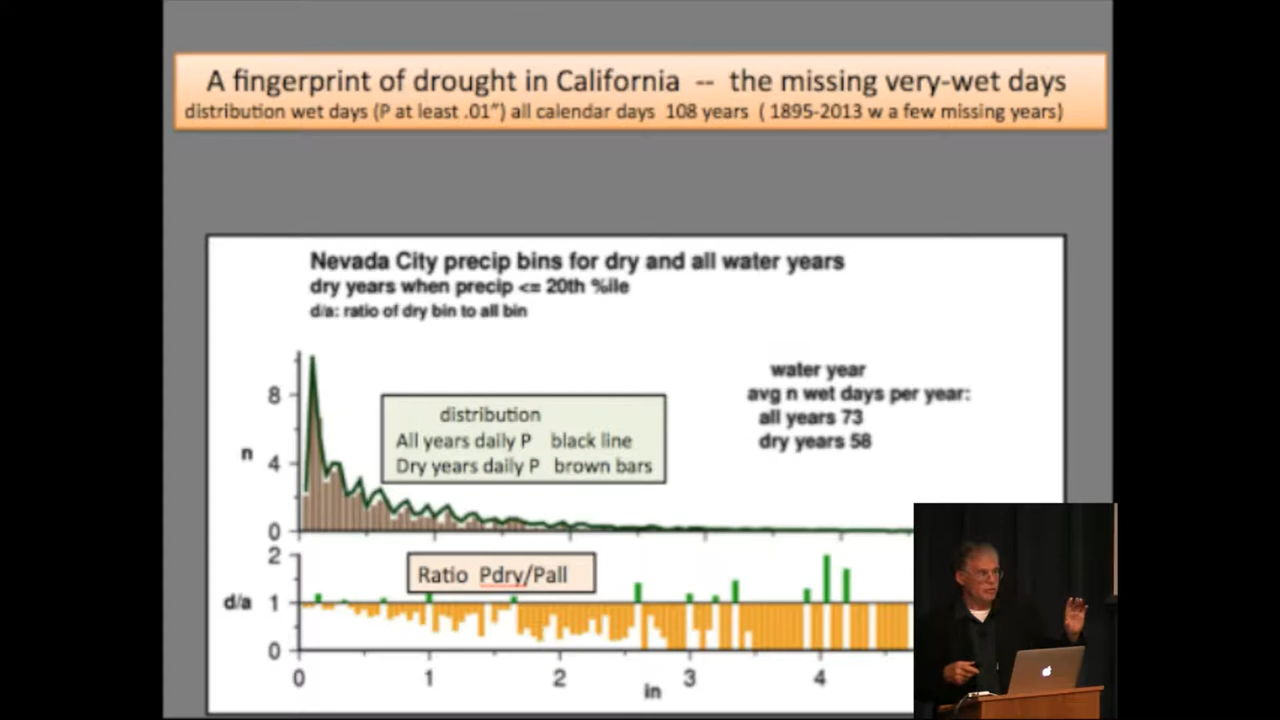 A fingerprint of drought in California -- the missing very-wet days
distribution wet days (P at least .01") all calendar days 108 years ( 1895-2013 w a few missing years)
Nevada City precip bins for dry and all water years
dry years when precip <= 20th %ile
d/a: ratio of dry bin to all bin
water year
avg n wet days per year:
all years 73
dry years 58
distribution
All years daily P black line
Dry years daily P brown bars
8
n
4
0
2
Ratio Pdry/Pall
d/a
1
0
0 1 2 3 4
in